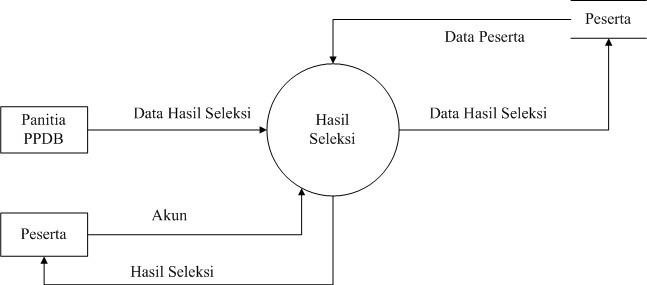 Peserta
Data Peserta
Panitia
PPDB
Data Hasil Seleksi
Hasil
Seleksi
Data Hasil Seleksi
Peserta
Akun
Hasil Seleksi